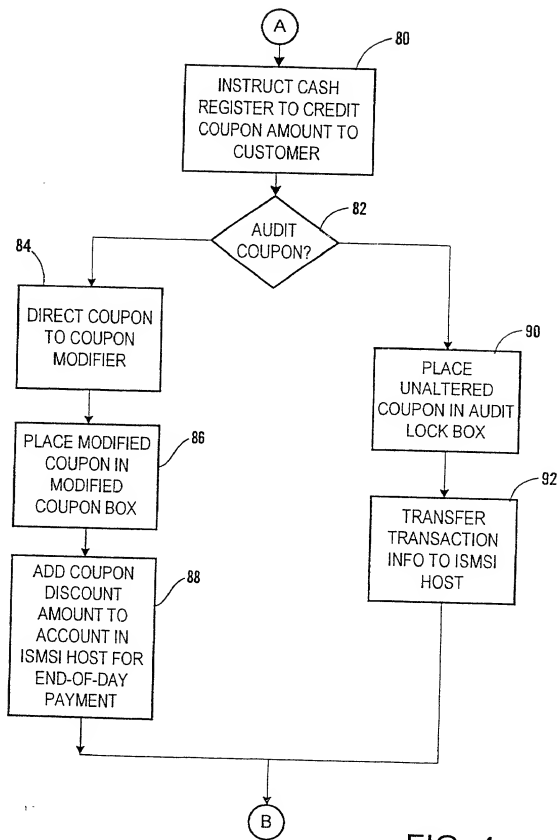 A
80
INSTRUCT CASH
REGISTER TO CREDIT
COUPON AMOUNT TO
CUSTOMER
82
AUDIT
COUPON?
84
DIRECT COUPON
TO COUPON
MODIFIER
90
PLACE
UNALTERED
COUPON IN AUDIT
LOCK BOX
86
PLACE MODIFIED
COUPON IN
MODIFIED
COUPON BOX
92
TRANSFER
TRANSACTION
INFO TO ISMSI
HOST
88
ADD COUPON
DISCOUNT
AMOUNT TO
ACCOUNT IN
ISMSI HOST FOR
END-OF-DAY
PAYMENT
B